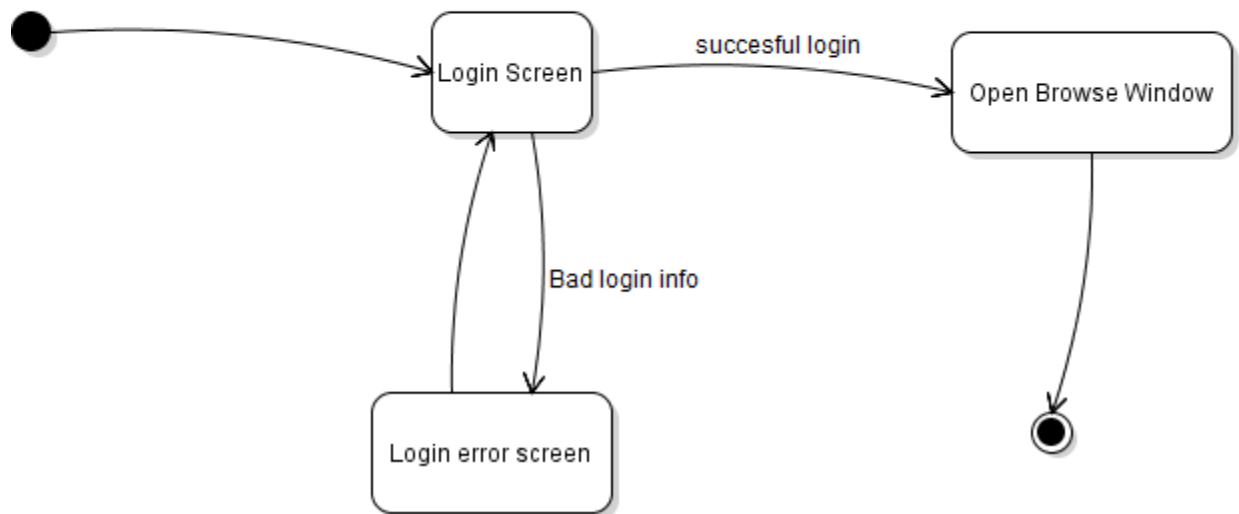 succesful login
Login Screen
Open Browse Window
Bad login info
Login error screen